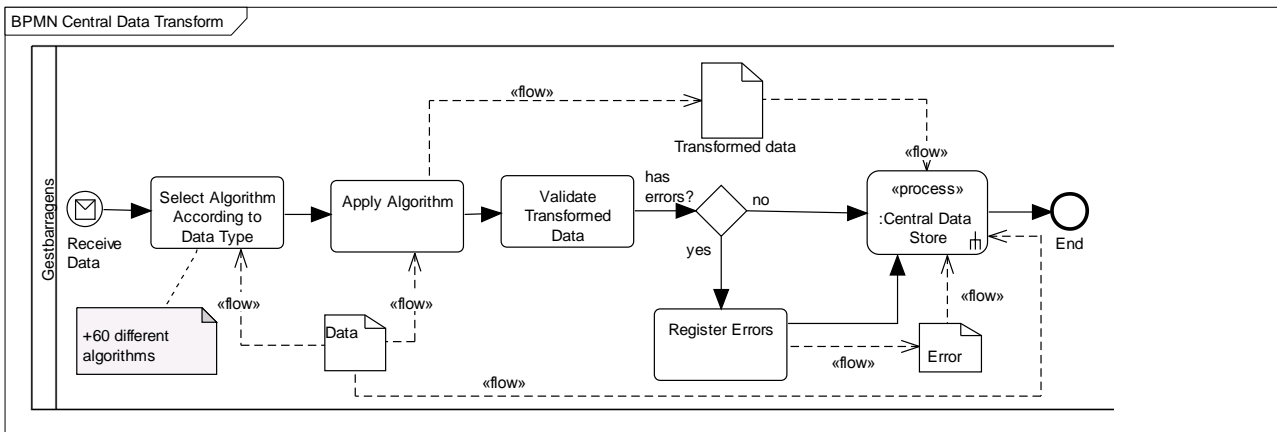 BPMN Central Data Transform
Gestbarragens
«flow»
Transformed data
«flow»
Receive
Data
Select Algorithm
According to
Data Type
Apply Algorithm
Validate
Transformed
Data
has
errors?
no
yes
«process»
:Central Data
Store
End
+60 different
algorithms
«flow»
Data
«flow»
Register Errors
«flow»
Error
«flow»
«flow»